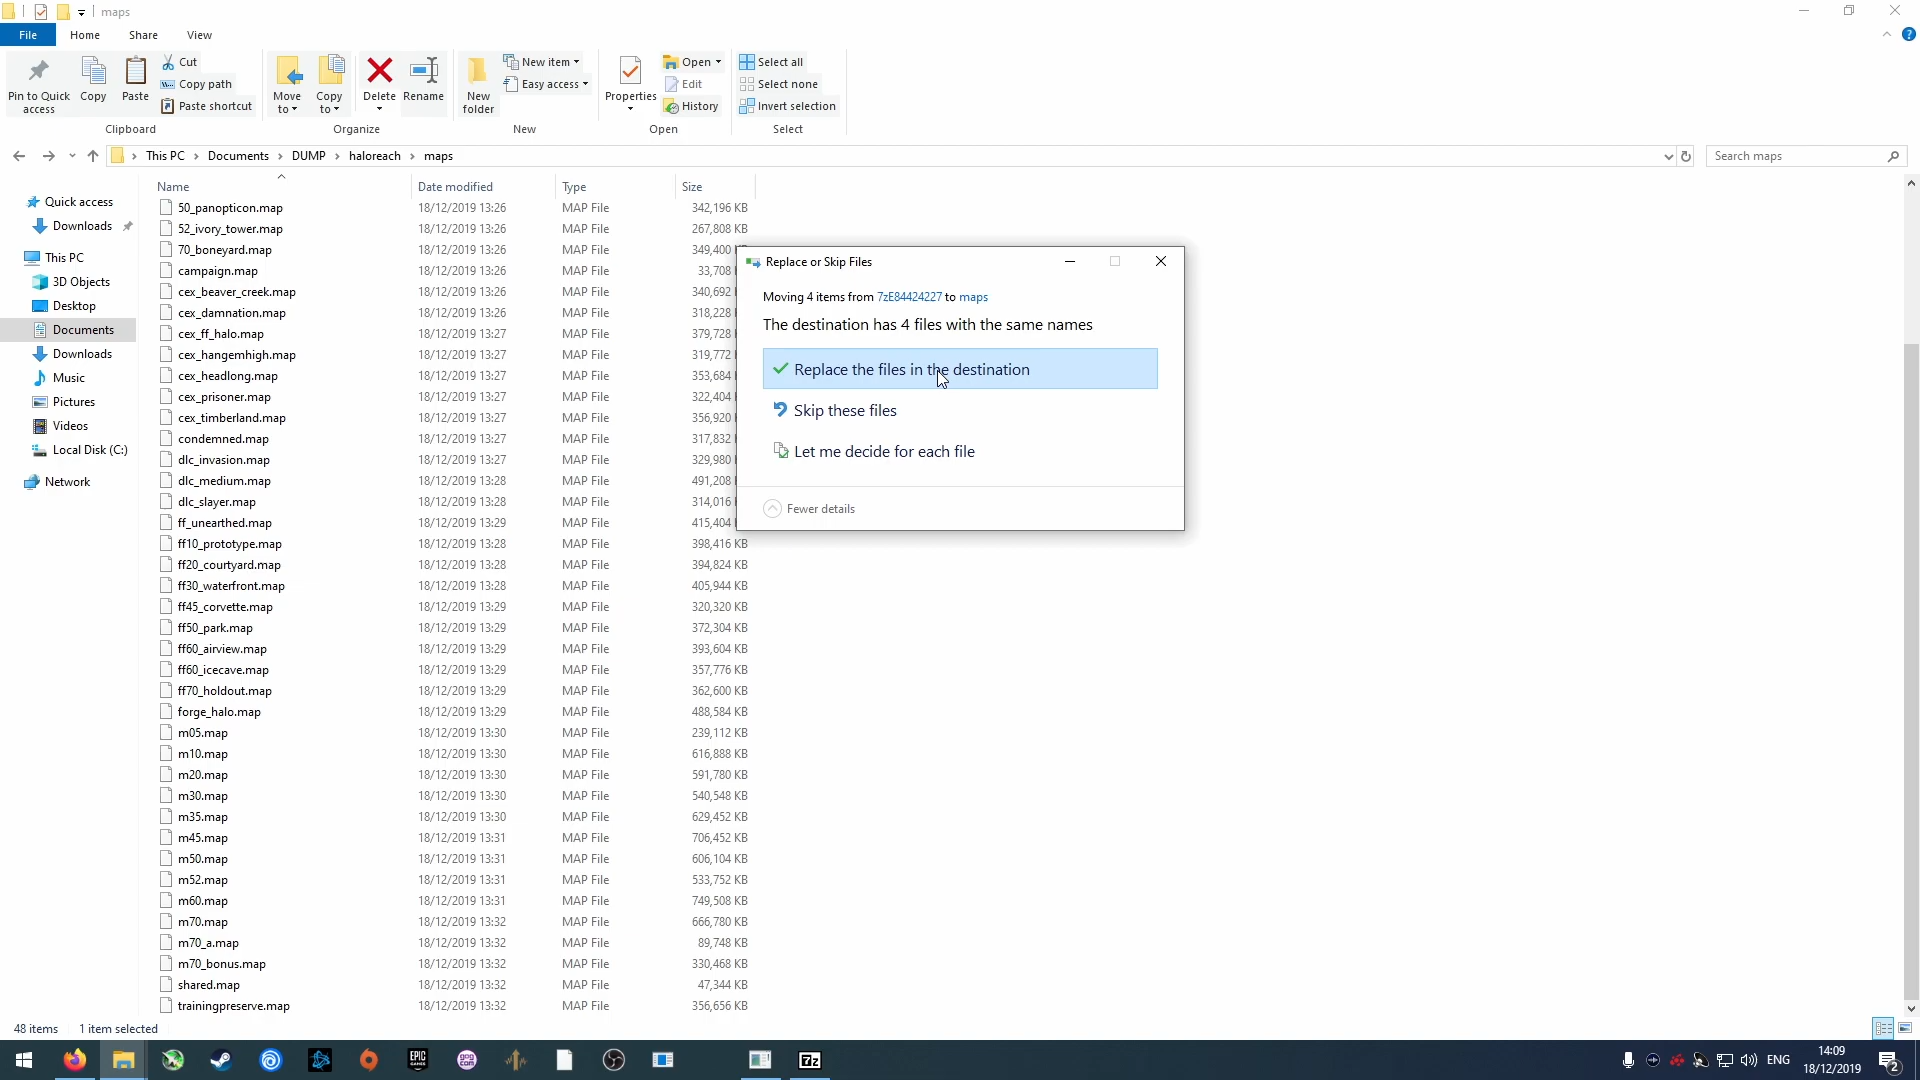 maps
File Home Share View
Pin to Quick access
Copy
Paste
Cut
Copy path
Paste shortcut
Clipboard
Move to
Copy to
Delete
Rename
Organize
New folder
New item
Easy access
New
Properties
Open
Edit
History
Open
Select all
Select none
Invert selection
Select
This PC > Documents > DUMP > haloreach > maps
Search maps
Quick access
Downloads
This PC
3D Objects
Desktop
Documents
Downloads
Music
Pictures
Videos
Local Disk (C:)
Network
Name Date modified Type Size
50_panopticon.map 18/12/2019 13:26 MAP File 342,196 KB
52_ivory_tower.map 18/12/2019 13:26 MAP File 267,808 KB
70_boneyard.map 18/12/2019 13:26 MAP File 349,400
campaign.map 18/12/2019 13:26 MAP File 33,708
cex_beaver_creek.map 18/12/2019 13:26 MAP File 340,692
cex_damnation.map 18/12/2019 13:26 MAP File 318,228
cex_ff_halo.map 18/12/2019 13:27 MAP File 379,728
cex_hangemhigh.map 18/12/2019 13:27 MAP File 319,772
cex_headlong.map 18/12/2019 13:27 MAP File 353,684
cex_prisoner.map 18/12/2019 13:27 MAP File 322,404
cex_timberland.map 18/12/2019 13:27 MAP File 356,920
condemned.map 18/12/2019 13:27 MAP File 317,832
dlc_invasion.map 18/12/2019 13:27 MAP File 329,980
dlc_medium.map 18/12/2019 13:28 MAP File 491,208
dlc_slayer.map 18/12/2019 13:28 MAP File 314,016
ff_unearthed.map 18/12/2019 13:29 MAP File 415,404
ff10_prototype.map 18/12/2019 13:28 MAP File 398,416 KB
ff20_courtyard.map 18/12/2019 13:28 MAP File 394,824 KB
ff30_waterfront.map 18/12/2019 13:28 MAP File 405,944 KB
ff45_corvette.map 18/12/2019 13:29 MAP File 320,320 KB
ff50_park.map 18/12/2019 13:29 MAP File 372,304 KB
ff60_airview.map 18/12/2019 13:29 MAP File 393,604 KB
ff60_icecave.map 18/12/2019 13:29 MAP File 357,776 KB
ff70_holdout.map 18/12/2019 13:29 MAP File 362,600 KB
forge_halo.map 18/12/2019 13:29 MAP File 488,584 KB
m05.map 18/12/2019 13:30 MAP File 239,112 KB
m10.map 18/12/2019 13:30 MAP File 616,888 KB
m20.map 18/12/2019 13:30 MAP File 591,780 KB
m30.map 18/12/2019 13:30 MAP File 540,548 KB
m35.map 18/12/2019 13:30 MAP File 629,452 KB
m45.map 18/12/2019 13:31 MAP File 706,452 KB
m50.map 18/12/2019 13:31 MAP File 606,104 KB
m52.map 18/12/2019 13:31 MAP File 533,752 KB
m60.map 18/12/2019 13:31 MAP File 749,508 KB
m70.map 18/12/2019 13:32 MAP File 666,780 KB
m70_a.map 18/12/2019 13:32 MAP File 89,748 KB
m70_bonus.map 18/12/2019 13:32 MAP File 330,468 KB
shared.map 18/12/2019 13:32 MAP File 47,344 KB
trainingpreserve.map 18/12/2019 13:32 MAP File 356,656 KB
Replace or Skip Files
Moving 4 items from 7zE84424227 to maps
The destination has 4 files with the same names
Replace the files in the destination
Skip these files
Let me decide for each file
Fewer details
48 items 1 item selected
EPIC GAMES
GOG COM
7z
ENG
14:09
18/12/2019
2